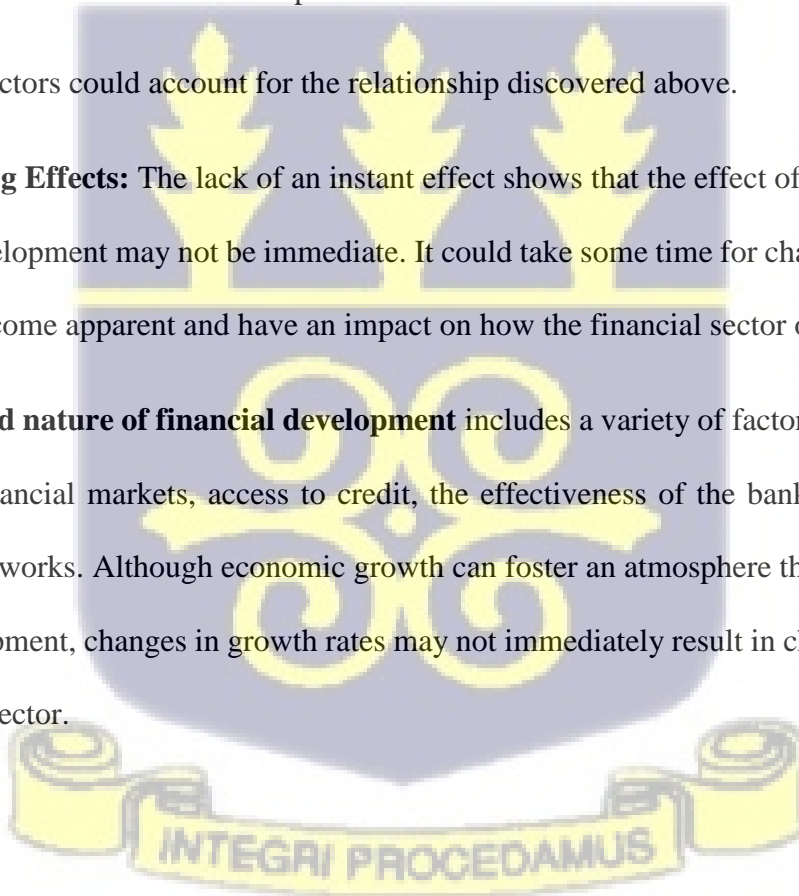 ctors could account for the relationship discovered above.
g Effects: The lack of an instant effect shows that the effect of
elopment may not be immediate. It could take some time for cha
come apparent and have an impact on how the financial sector
d nature of financial development includes a variety of factor
ancial markets, access to credit, the effectiveness of the bank
works. Although economic growth can foster an atmosphere th
pment, changes in growth rates may not immediately result in c
ector.
INTEGRI PROCEDAMUS